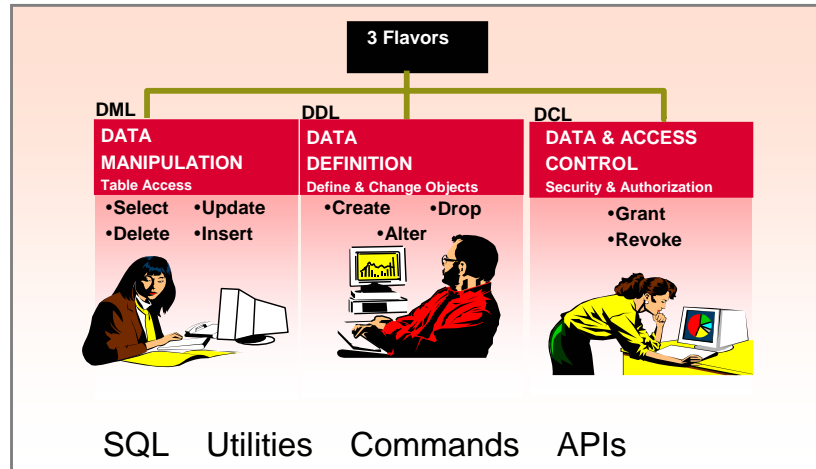 3 Flavors
DML
DATA
MANIPULATION
Table Access
•Select •Update
•Delete •Insert
DDL
DATA
DEFINITION
Define & Change Objects
•Create •Drop
•Alter
DCL
DATA & ACCESS
CONTROL
Security & Authorization
•Grant
•Revoke
SQL Utilities Commands APIs